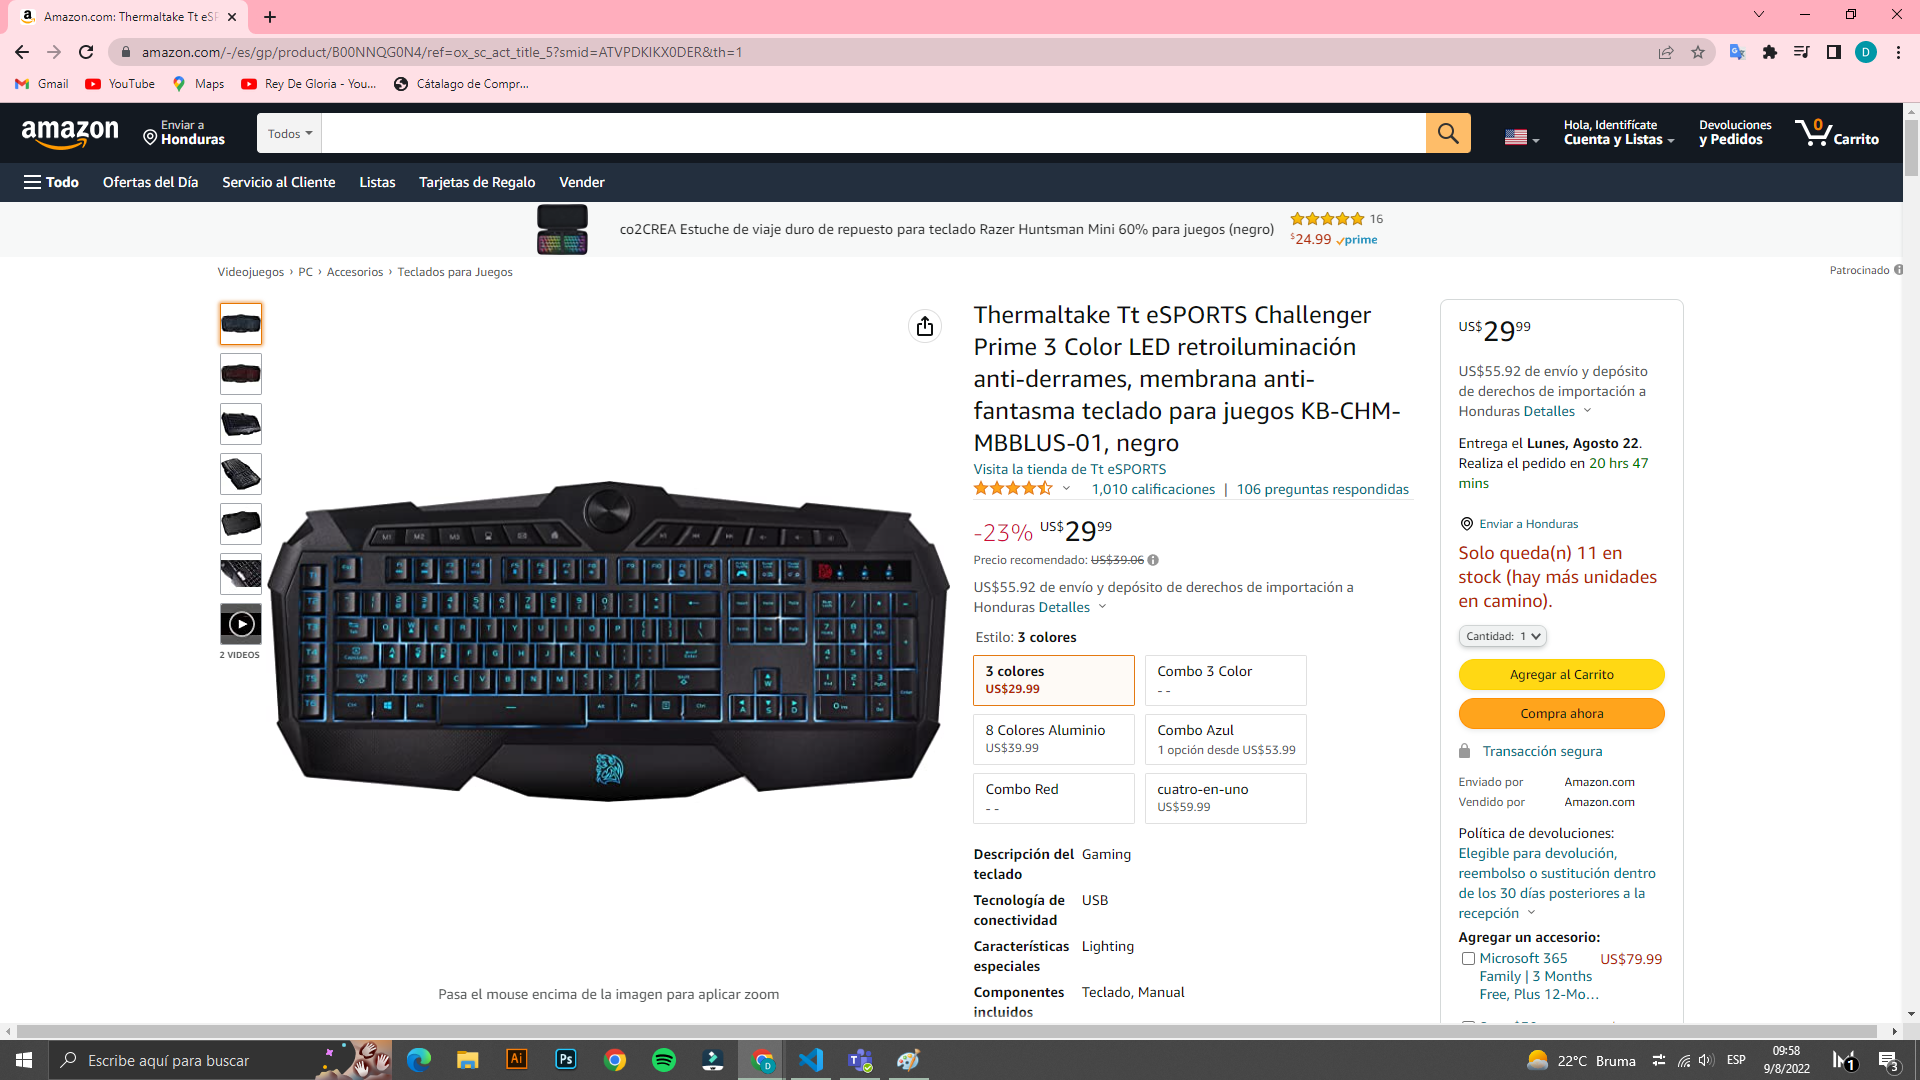 Amazon.com: Thermaltake Tt eSP
amazon.com/-/es/gp/product/B00NNQG0N4/ref=ox_sc_act_title_5?smid=ATVPDKIKX0DER&th=1
D
Gmail
YouTube
Maps
Rey De Gloria - You...
Cátalago de Compr...
amazon
Enviar a
Honduras
Todos
Hola, Identifícate
Cuenta y Listas
Devoluciones
y Pedidos
0
Carrito
Todo
Ofertas del Día
Servicio al Cliente
Listas
Tarjetas de Regalo
Vender
co2CREA Estuche de viaje duro de repuesto para teclado Razer Huntsman Mini 60% para juegos (negro)
16
$24.99 prime
Videojuegos › PC › Accesorios › Teclados para Juegos
Patrocinado
2 VIDEOS
Pasa el mouse encima de la imagen para aplicar zoom
Thermaltake Tt eSPORTS Challenger
Prime 3 Color LED retroiluminación
anti-derrames, membrana anti-
fantasma teclado para juegos KB-CHM-
MBBLUS-01, negro
Visita la tienda de Tt eSPORTS
1,010 calificaciones | 106 preguntas respondidas
-23% US$2999
Precio recomendado: US$39.06
US$55.92 de envío y depósito de derechos de importación a
Honduras Detalles
Estilo: 3 colores
3 colores
US$29.99
Combo 3 Color
- -
8 Colores Aluminio
US$39.99
Combo Azul
1 opción desde US$53.99
Combo Red
- -
cuatro-en-uno
US$59.99
Descripción del teclado Gaming
Tecnología de conectividad USB
Características especiales Lighting
Componentes incluidos Teclado, Manual
US$2999
US$55.92 de envío y depósito
de derechos de importación a
Honduras Detalles
Entrega el Lunes, Agosto 22.
Realiza el pedido en 20 hrs 47
mins
Enviar a Honduras
Solo queda(n) 11 en
stock (hay más unidades
en camino).
Cantidad: 1
Agregar al Carrito
Compra ahora
Transacción segura
Enviado por Amazon.com
Vendido por Amazon.com
Política de devoluciones:
Elegible para devolución,
reembolso o sustitución dentro
de los 30 días posteriores a la
recepción
Agregar un accesorio:
Microsoft 365 US$79.99
Family | 3 Months
Free, Plus 12-Mo...
Escribe aquí para buscar
Ai
Ps
22°C Bruma
ESP
09:58
9/8/2022
1
3